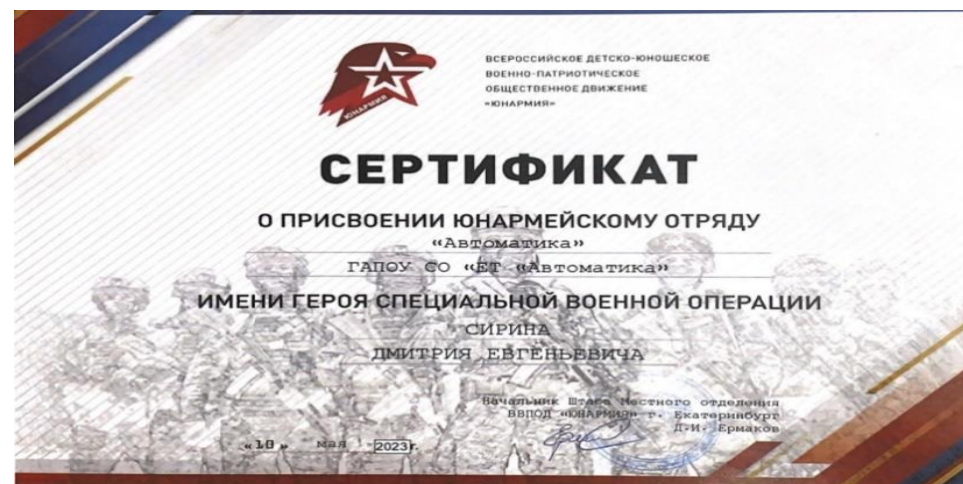 ВСЕРОССИЙСКОЕ ДЕТСКО-ЮНОШЕСКОЕ
ВОЕННО-ПАТРИОТИЧЕСКОЕ
ОБЩЕСТВЕННОЕ ДВИЖЕНИЕ
«ЮНАРМИЯ»
ЮНАРМИЯ
СЕРТИФИКАТ
О ПРИСВОЕНИИ ЮНАРМЕЙСКОМУ ОТРЯДУ
«Автоматика»
ГАПОУ СО «ЕТ «Автоматика»
ИМЕНИ ГЕРОЯ СПЕЦИАЛЬНОЙ ВОЕННОЙ ОПЕРАЦИИ
СИРИНА
ДМИТРИЯ ЕВГЕНЬЕВИЧА
Начальник Штаба Местного отделения
ВВПОД «ЮНАРМИЯ» г. Екатеринбург
Д.И. Ермаков
«10» мая 2023г.